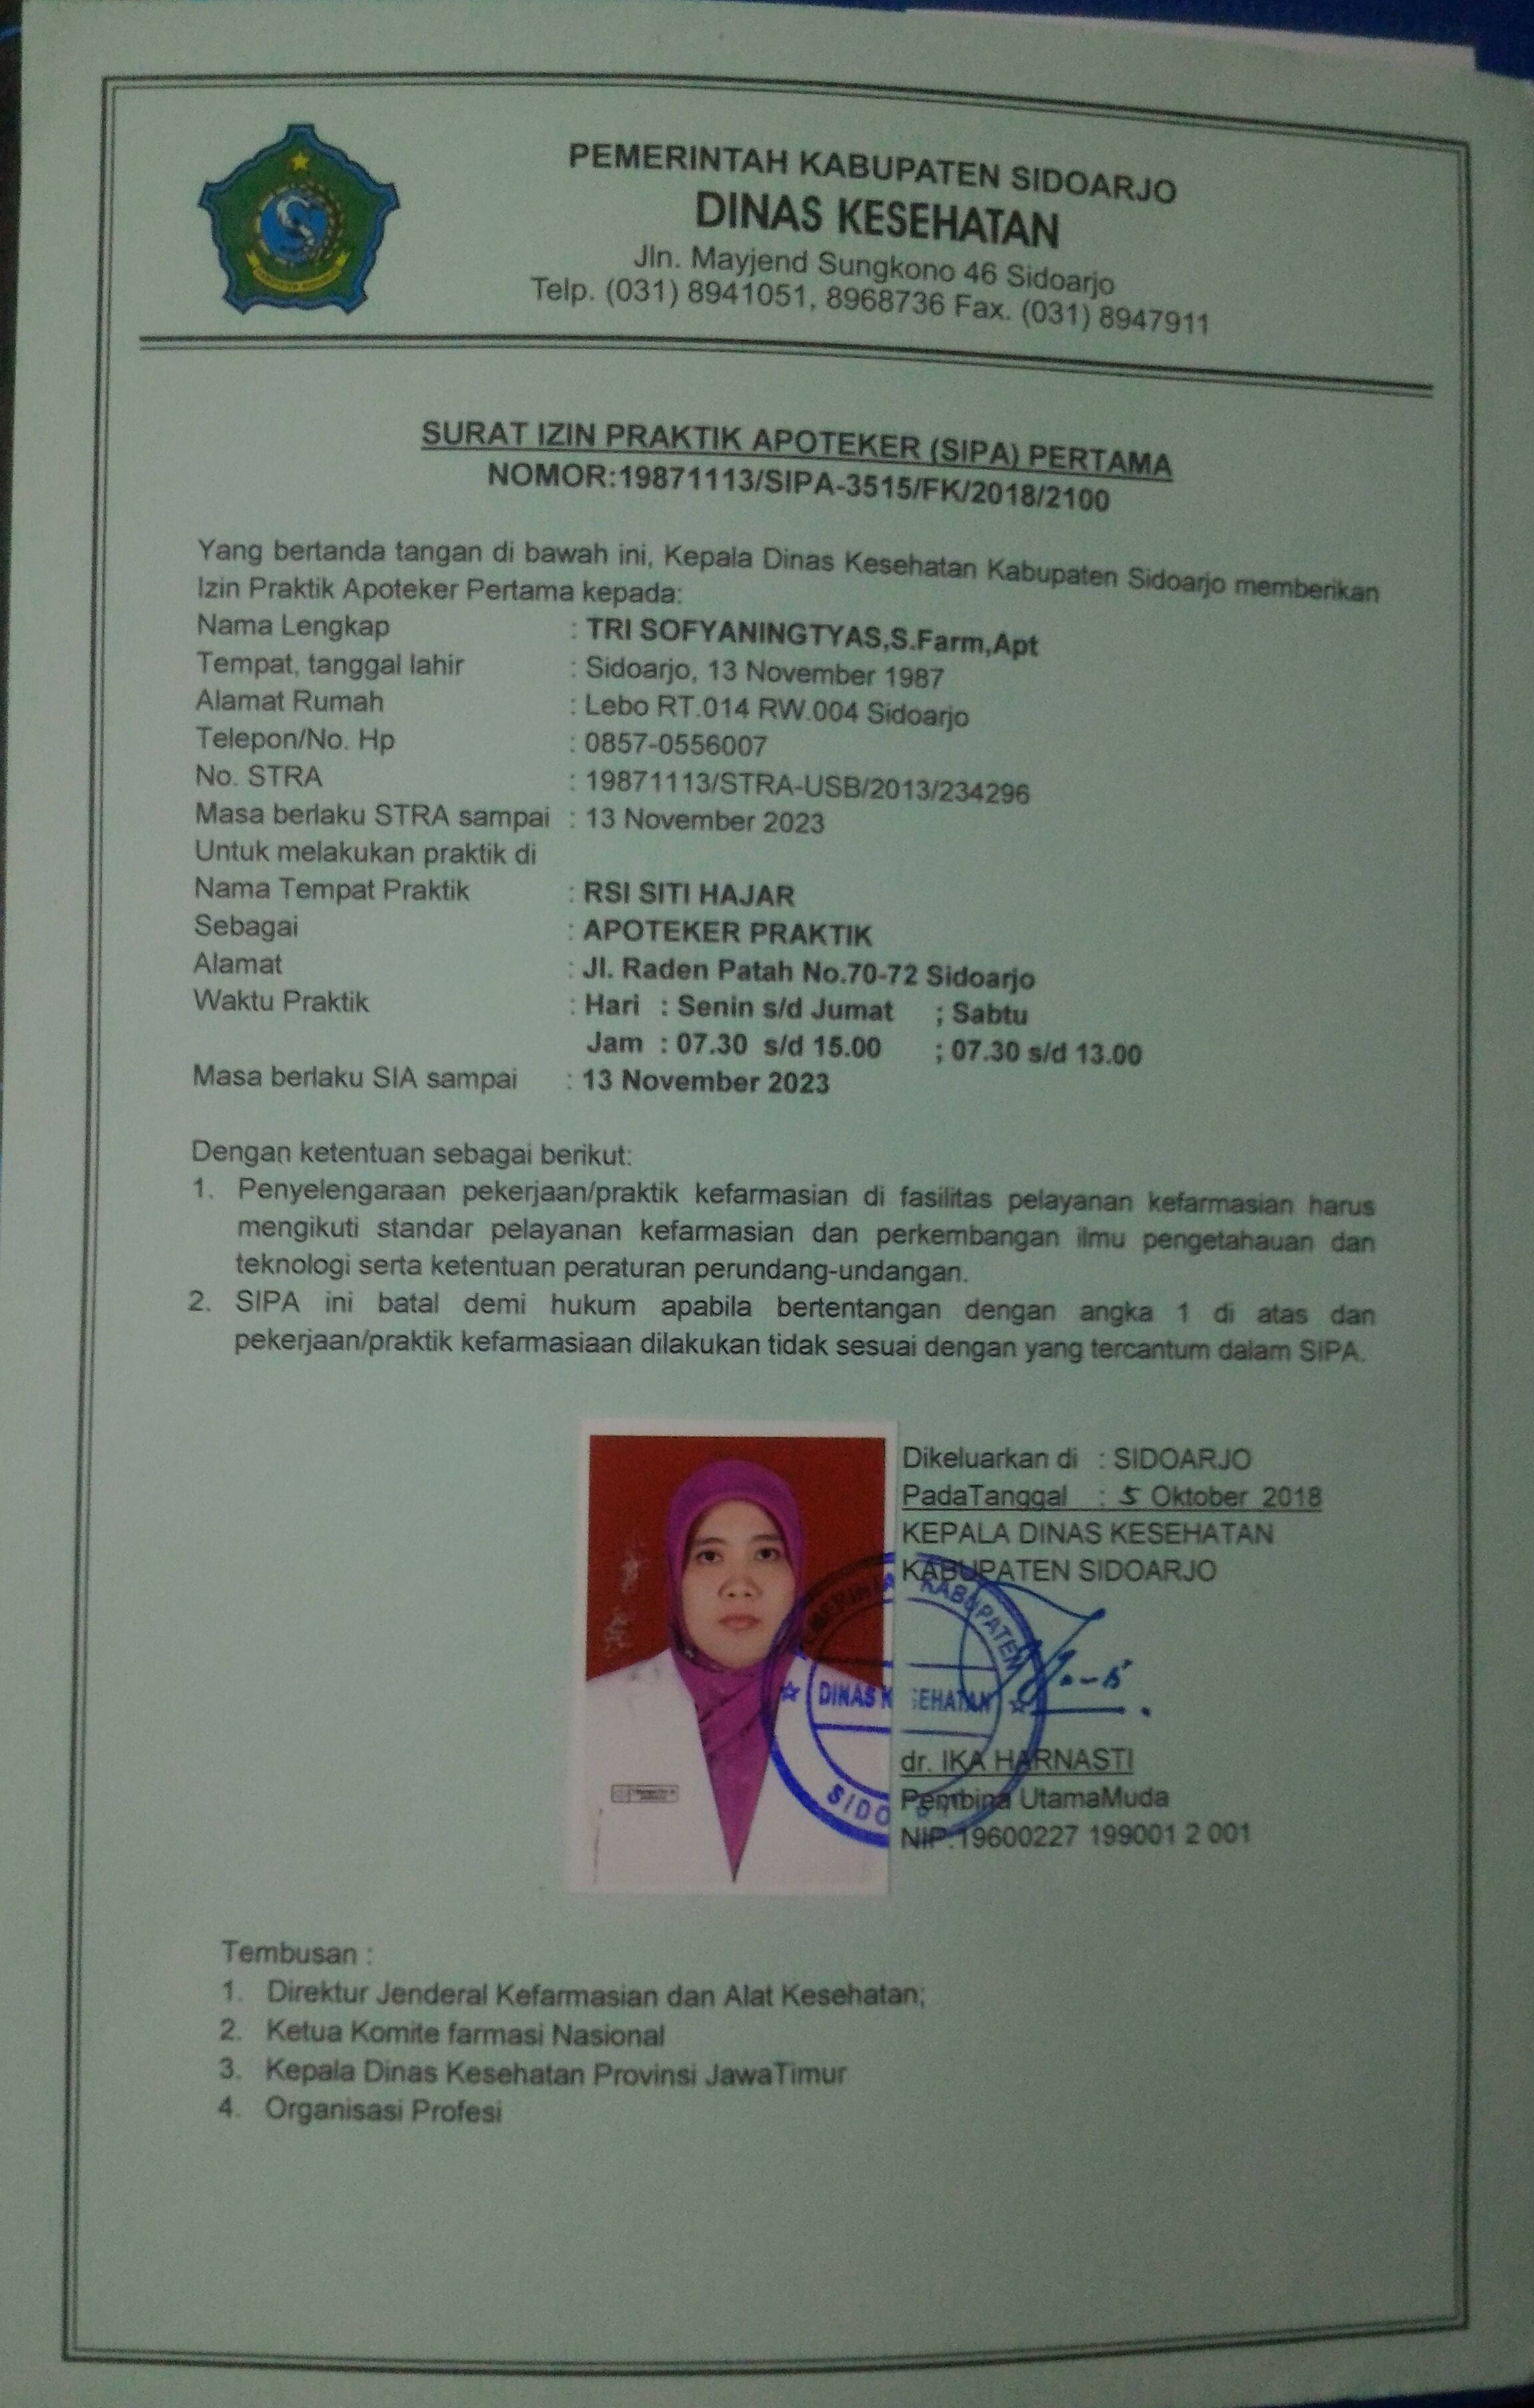 PEMERINTAH KABUPATEN SIDOARJO
DINAS KESEHATAN
Jln. Mayjend Sungkono 46 Sidoarjo
Telp. (031) 8941051, 8968736 Fax. (031) 8947911
SURAT IZIN PRAKTIK APOTEKER (SIPA) PERTAMA
NOMOR:19871113/SIPA-3515/FK/2018/2100
Yang bertanda tangan di bawah ini, Kepala Dinas Kesehatan Kabupaten Sidoarjo memberikan
Izin Praktik Apoteker Pertama kepada:
Nama Lengkap : TRI SOFYANINGTYAS,S.Farm,Apt
Tempat, tanggal lahir : Sidoarjo, 13 November 1987
Alamat Rumah : Lebo RT.014 RW.004 Sidoarjo
Telepon/No. Hp : 0857-0556007
No. STRA : 19871113/STRA-USB/2013/234296
Masa berlaku STRA sampai : 13 November 2023
Untuk melakukan praktik di
Nama Tempat Praktik : RSI SITI HAJAR
Sebagai : APOTEKER PRAKTIK
Alamat : Jl. Raden Patah No.70-72 Sidoarjo
Waktu Praktik : Hari : Senin s/d Jumat ; Sabtu
Jam : 07.30 s/d 15.00 ; 07.30 s/d 13.00
Masa berlaku SIA sampai : 13 November 2023
Dengan ketentuan sebagai berikut:
1. Penyelengaraan pekerjaan/praktik kefarmasian di fasilitas pelayanan kefarmasian harus
mengikuti standar pelayanan kefarmasian dan perkembangan ilmu pengetahauan dan
teknologi serta ketentuan peraturan perundang-undangan.
2. SIPA ini batal demi hukum apabila bertentangan dengan angka 1 di atas dan
pekerjaan/praktik kefarmasiaan dilakukan tidak sesuai dengan yang tercantum dalam SIPA.
Dikeluarkan di : SIDOARJO
PadaTanggal : 5 Oktober 2018
KEPALA DINAS KESEHATAN
KABUPATEN SIDOARJO
KABUPATEN
DINAS K EHATAN
SIDO
dr. IKA HARNASTI
Pembina UtamaMuda
NIP.19600227 199001 2 001
Tembusan :
1. Direktur Jenderal Kefarmasian dan Alat Kesehatan;
2. Ketua Komite farmasi Nasional
3. Kepala Dinas Kesehatan Provinsi JawaTimur
4. Organisasi Profesi